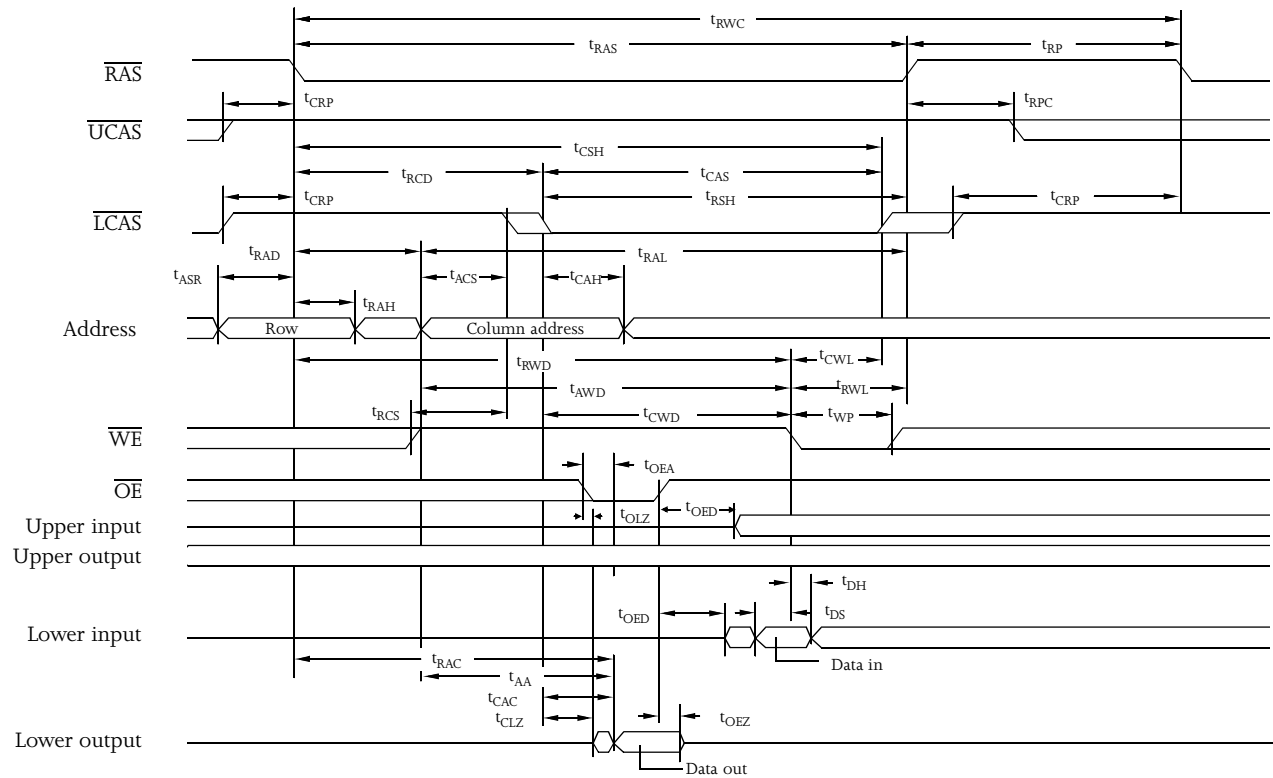 tRWC
tRAS
tRP
RAS
tCRP
tRPC
UCAS
tCSH
tRCD
tCAS
tCRP
tRSH
tCRP
LCAS
tRAD
tRAL
tASR
tACS
tCAH
tRAH
Address
Row
Column address
tRWD
tCWL
tAWD
tRWL
tRCS
tCWD
tWP
WE
tOEA
OE
tOLZ
tOED
Upper input
Upper output
tDH
tOED
tDS
Lower input
tRAC
Data in
tAA
tCAC
tCLZ
tOEZ
Lower output
Data out